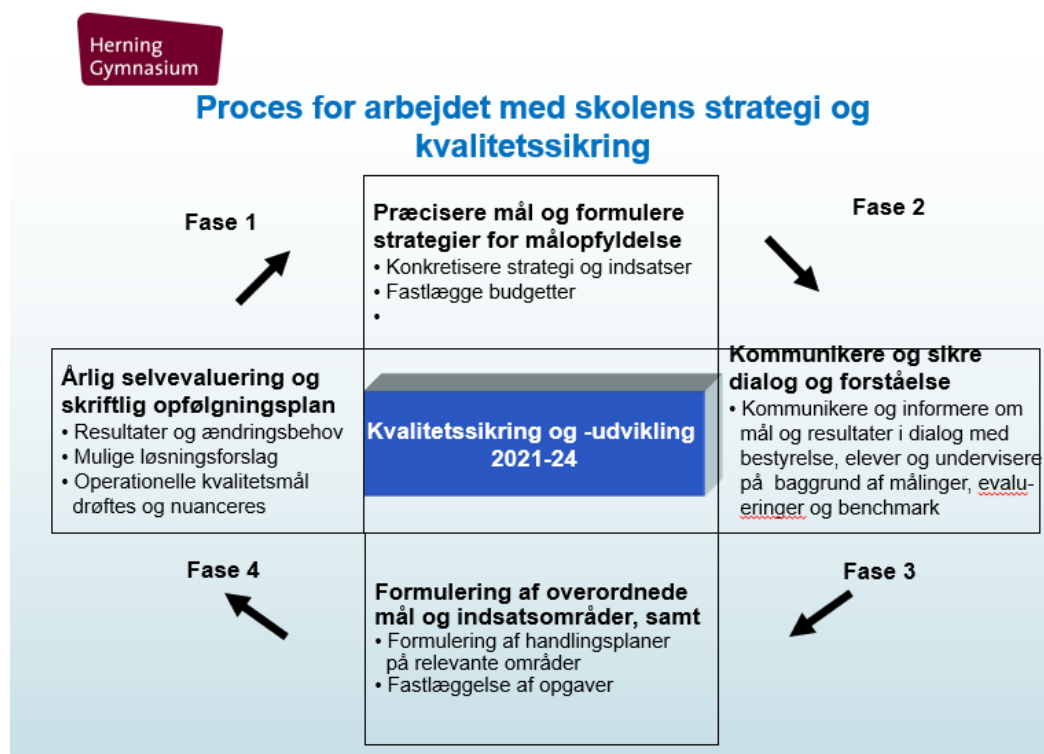 Herning
Gymnasium
Proces for arbejdet med skolens strategi og
kvalitetssikring
Fase 1
Præcisere mål og formulere
strategier for målopfyldelse
• Konkretisere strategi og indsatser
• Fastlægge budgetter
•
Fase 2
Årlig selvevaluering og
skriftlig opfølgningsplan
• Resultater og ændringsbehov
• Mulige løsningsforslag
• Operationelle kvalitetsmål
drøftes og nuanceres
Kvalitetssikring og -udvikling
2021-24
Kommunikere og sikre
dialog og forståelse
• Kommunikere og informere om
mål og resultater i dialog med
bestyrelse, elever og undervisere
på baggrund af målinger, evalu-
eringer og benchmark
Fase 4
Formulering af overordnede
mål og indsatsområder, samt
• Formulering af handlingsplaner
på relevante områder
• Fastlæggelse af opgaver
Fase 3